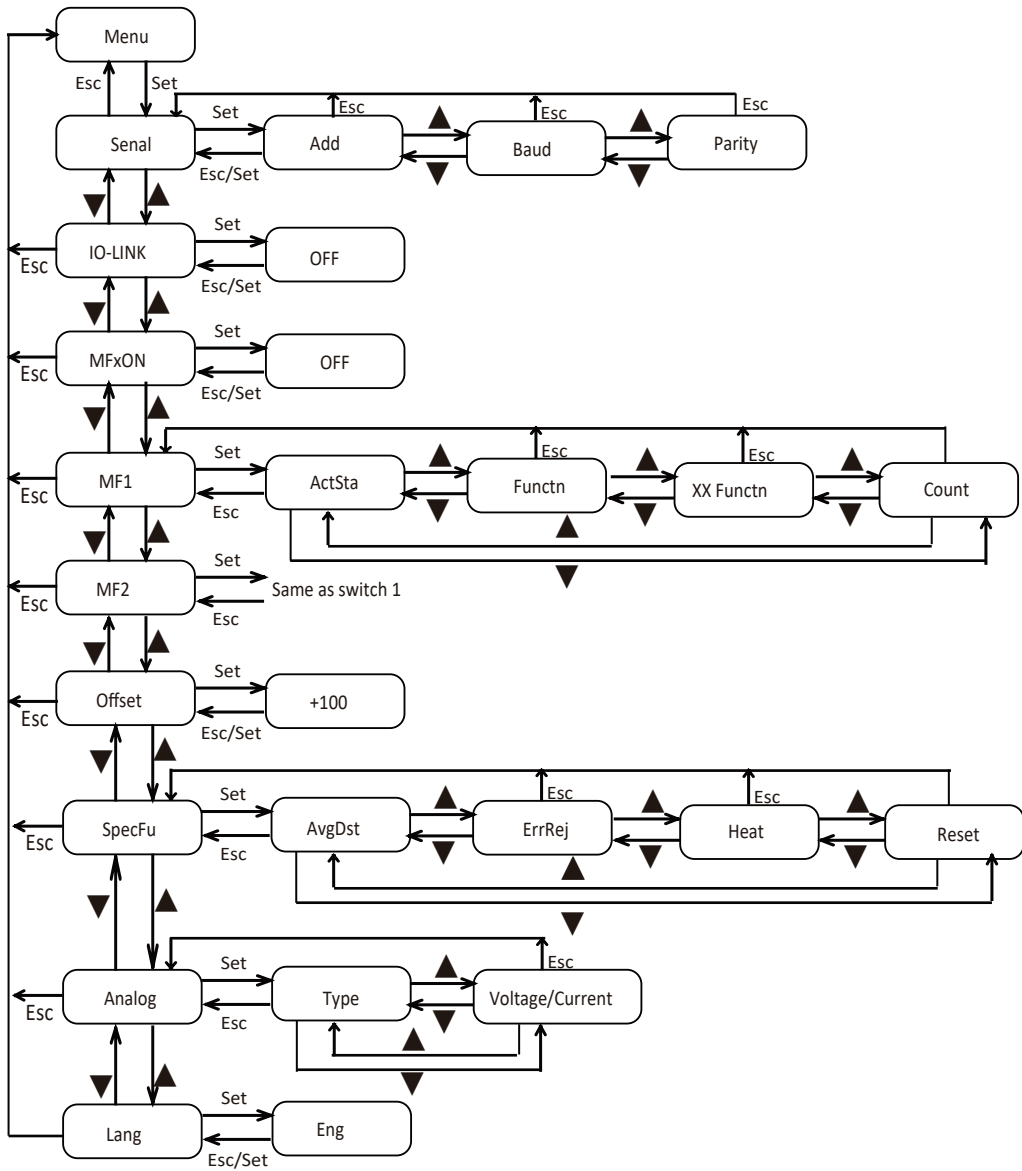 Menu
Esc Set
Set Esc Esc Esc
Senal Add Baud Parity
Esc/Set
Set
IO-LINK OFF
Esc Esc/Set
Set
MFxON OFF
Esc Esc/Set
Set Esc Esc
MF1 ActSta Functn XX Functn Count
Esc Esc
Set
MF2 Same as switch 1
Esc Esc
Set
Offset +100
Esc Esc/Set
Set Esc Esc
SpecFu AvgDst ErrRej Heat Reset
Esc Esc
Set Esc
Analog Type Voltage/Current
Esc Esc
Set
Lang Eng
Esc/Set